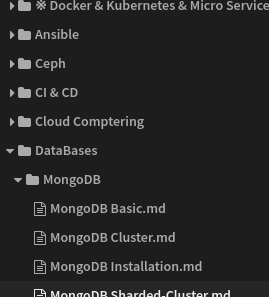 ※ Docker & Kubernetes & Micro Service
Ansible
Ceph
CI & CD
Cloud Comptering
DataBases
MongoDB
MongoDB Basic.md
MongoDB Cluster.md
MongoDB Installation.md
MongoDB Sharded-Cluster.md